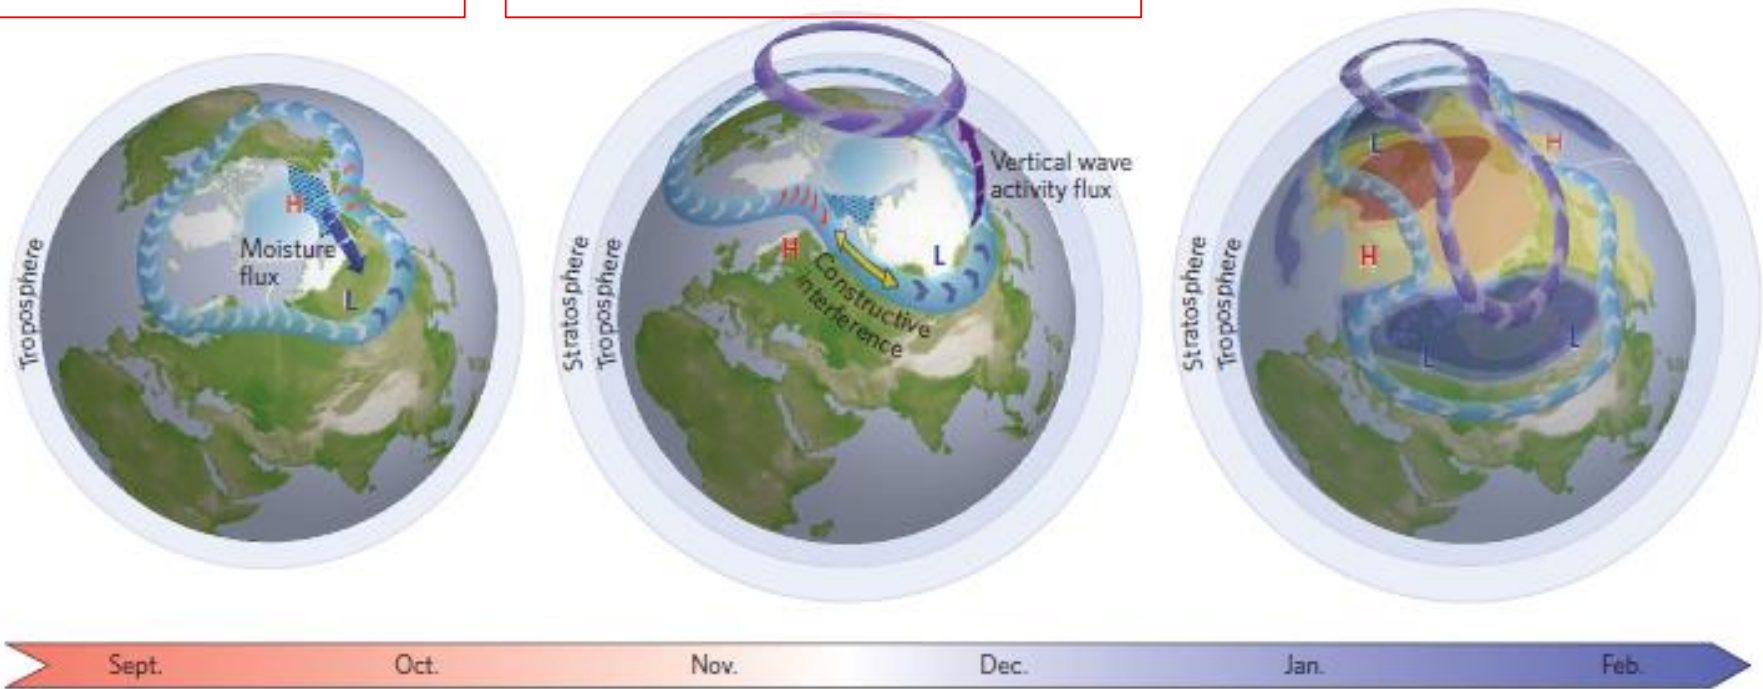 Troposphere
H
Moisture
flux
L
Stratosphere
Troposphere
Vertical wave
activity flux
H
L
Constructive
interference
Stratosphere
Troposphere
L
H
H
L
L
Sept.
Oct.
Nov.
Dec.
Jan.
Feb.